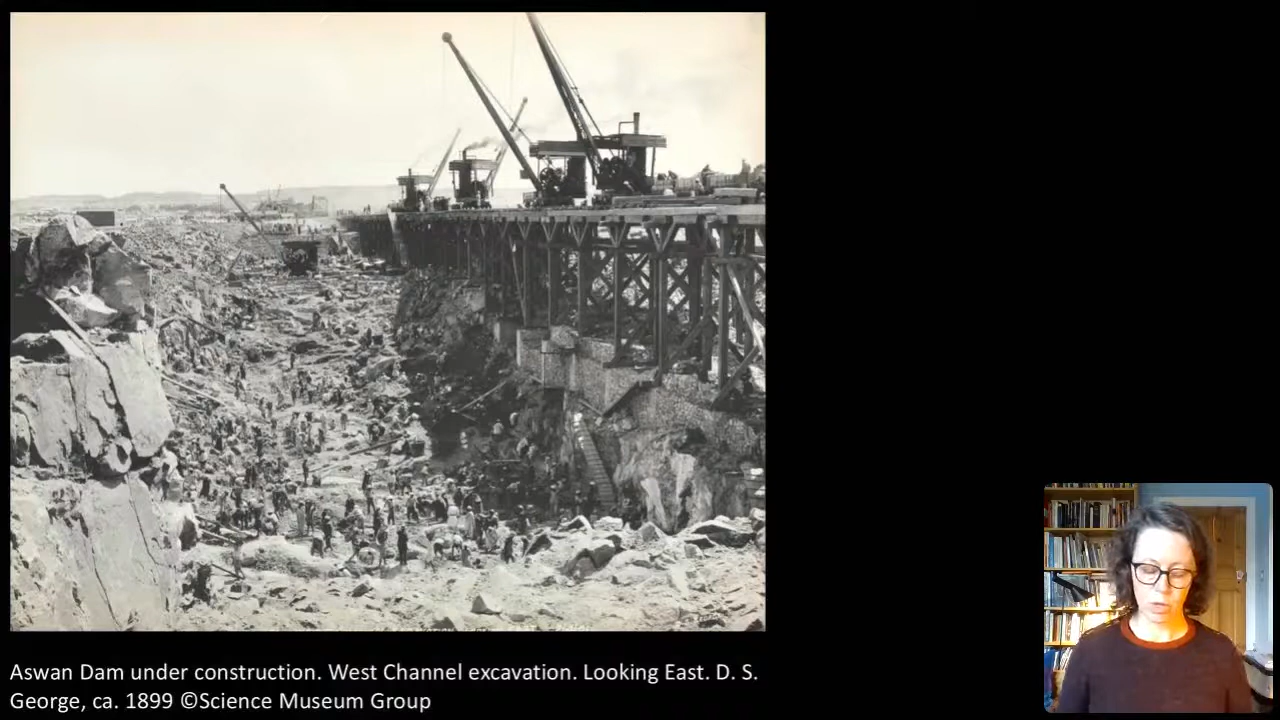 Aswan Dam under construction. West Channel excavation. Looking East. D. S.
George, ca. 1899 ©Science Museum Group